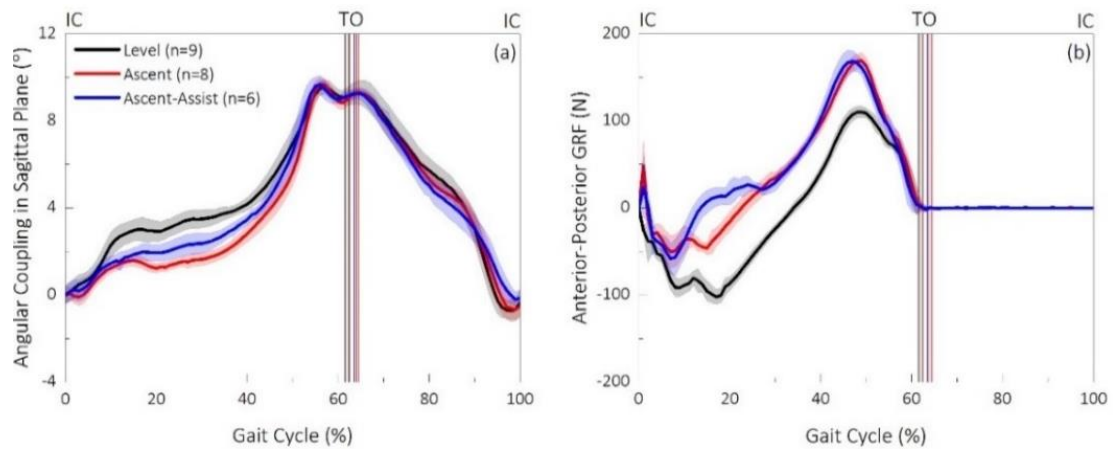 IC TO IC
12
8
4
0
-4
Angular Coupling in Sagittal Plane (°)
(a)
Level (n=9)
Ascent (n=8)
Ascent-Assist (n=6)
0 20 40 60 80 100
Gait Cycle (%)
IC TO IC
200
100
0
-100
-200
Anterior-Posterior GRF (N)
(b)
0 20 40 60 80 100
Gait Cycle (%)